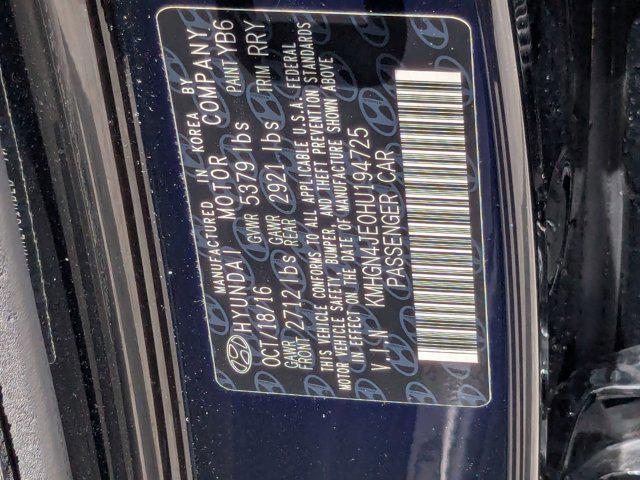 MANUFACTURED IN KOREA BY
HYUNDAI MOTOR COMPANY
OCT/18/16 GVWR 5379 lbs PAINT YB6
GAWR FRONT 2712 lbs GAWR REAR 2921 lbs TRIM RRY
THIS VEHICLE CONFORMS TO ALL APPLICABLE U.S.A. FEDERAL
MOTOR VEHICLE SAFETY, BUMPER, AND THEFT PREVENTION STANDARDS
IN EFFECT ON THE DATE OF MANUFACTURE SHOWN ABOVE
V.I.N KMHGN4JE0HU194725
PASSENGER CAR